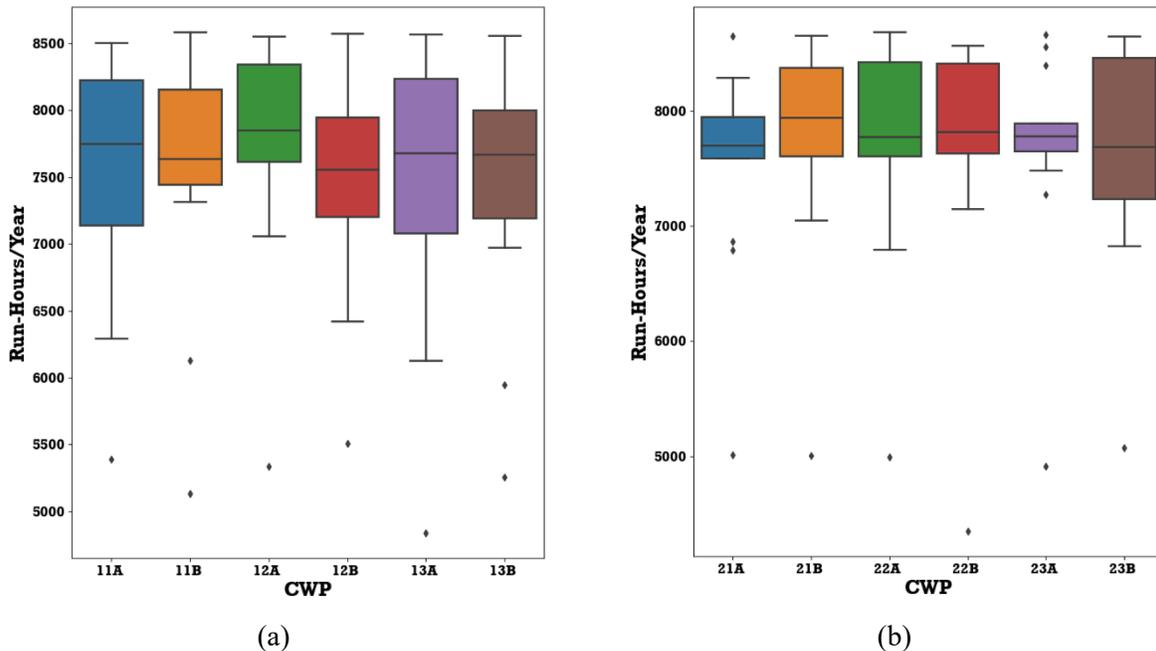 8500
8000
7500
7000
6500
6000
5500
5000
Run-Hours/Year
11A 11B 12A 12B 13A 13B
CWP
(a)
8000
7000
6000
5000
Run-Hours/Year
21A 21B 22A 22B 23A 23B
CWP
(b)